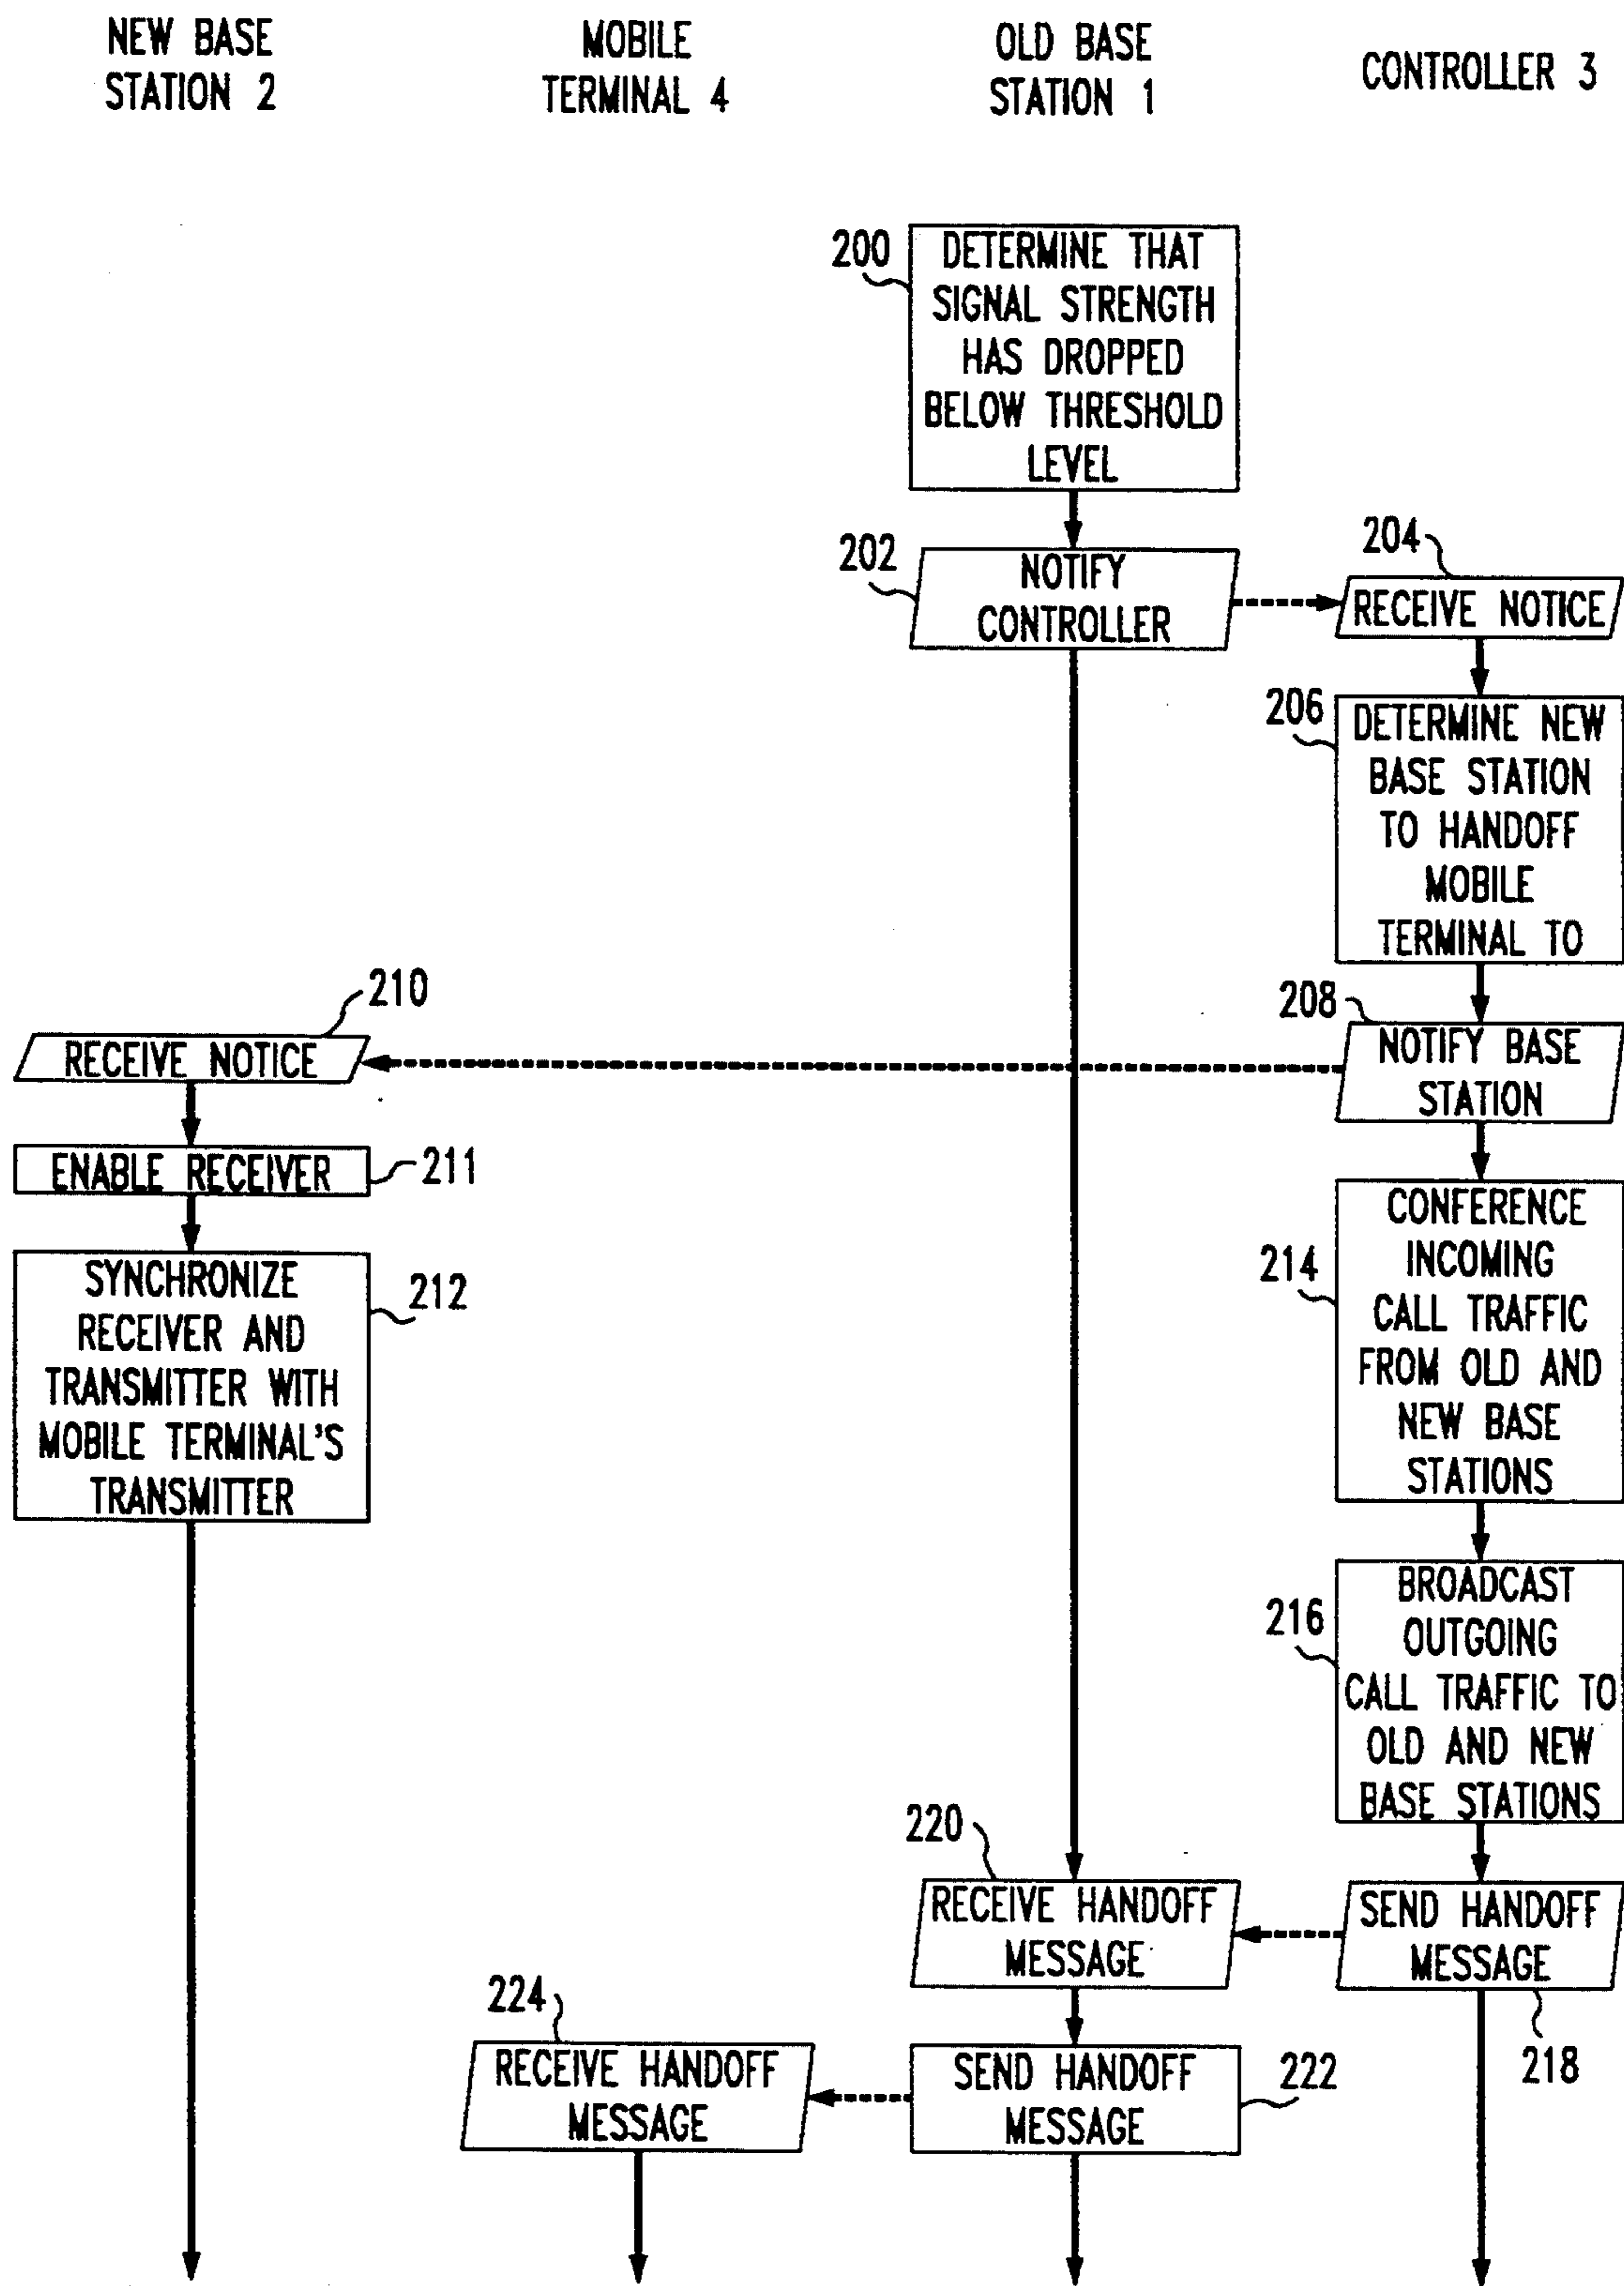 NEW BASE
STATION 2
MOBILE
TERMINAL 4
OLD BASE
STATION 1
CONTROLLER 3
200
DETERMINE THAT
SIGNAL STRENGTH
HAS DROPPED
BELOW THRESHOLD
LEVEL
202
NOTIFY
CONTROLLER
204
RECEIVE NOTICE
206
DETERMINE NEW
BASE STATION
TO HANDOFF
MOBILE
TERMINAL TO
208
NOTIFY BASE
STATION
210
RECEIVE NOTICE
ENABLE RECEIVER
211
SYNCHRONIZE
RECEIVER AND
TRANSMITTER WITH
MOBILE TERMINAL'S
TRANSMITTER
212
214
CONFERENCE
INCOMING
CALL TRAFFIC
FROM OLD AND
NEW BASE
STATIONS
216
BROADCAST
OUTGOING
CALL TRAFFIC TO
OLD AND NEW
BASE STATIONS
220
RECEIVE HANDOFF
MESSAGE
SEND HANDOFF
MESSAGE
218
224
RECEIVE HANDOFF
MESSAGE
SEND HANDOFF
MESSAGE
222